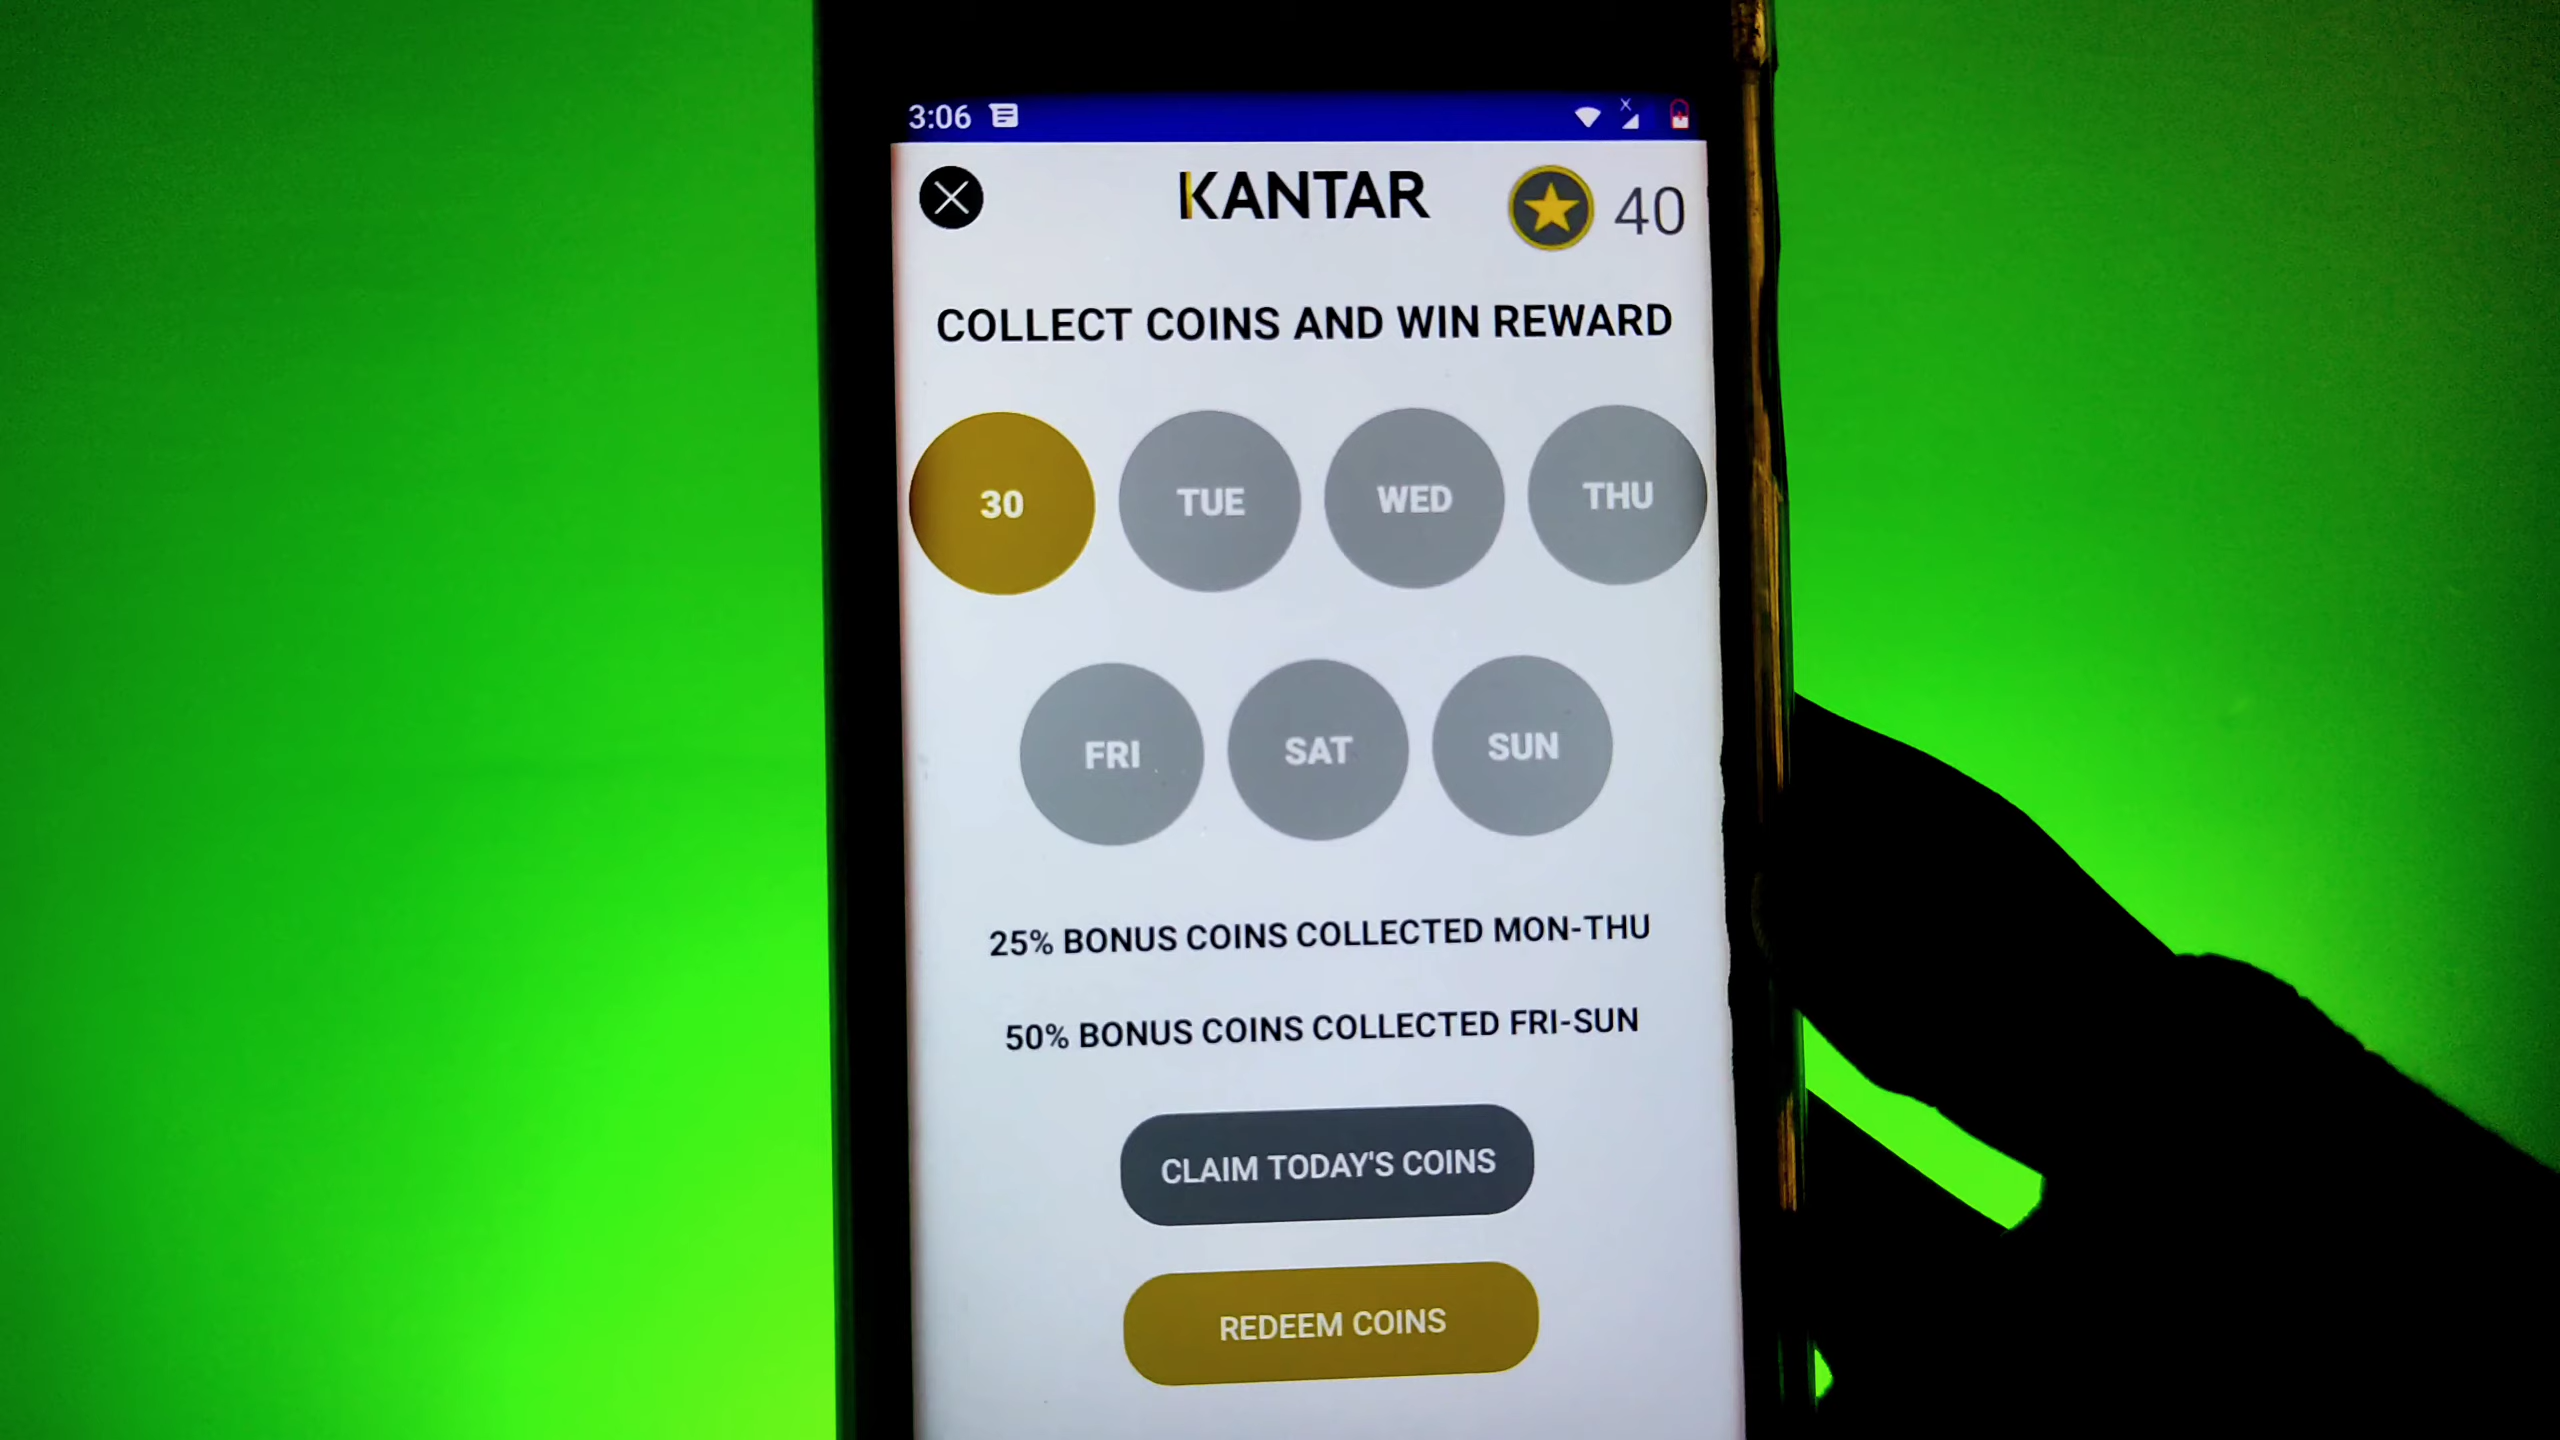 3:06
KANTAR
40
COLLECT COINS AND WIN REWARD
30 TUE WED THU
FRI SAT SUN
25% BONUS COINS COLLECTED MON-THU
50% BONUS COINS COLLECTED FRI-SUN
CLAIM TODAY'S COINS
REDEEM COINS